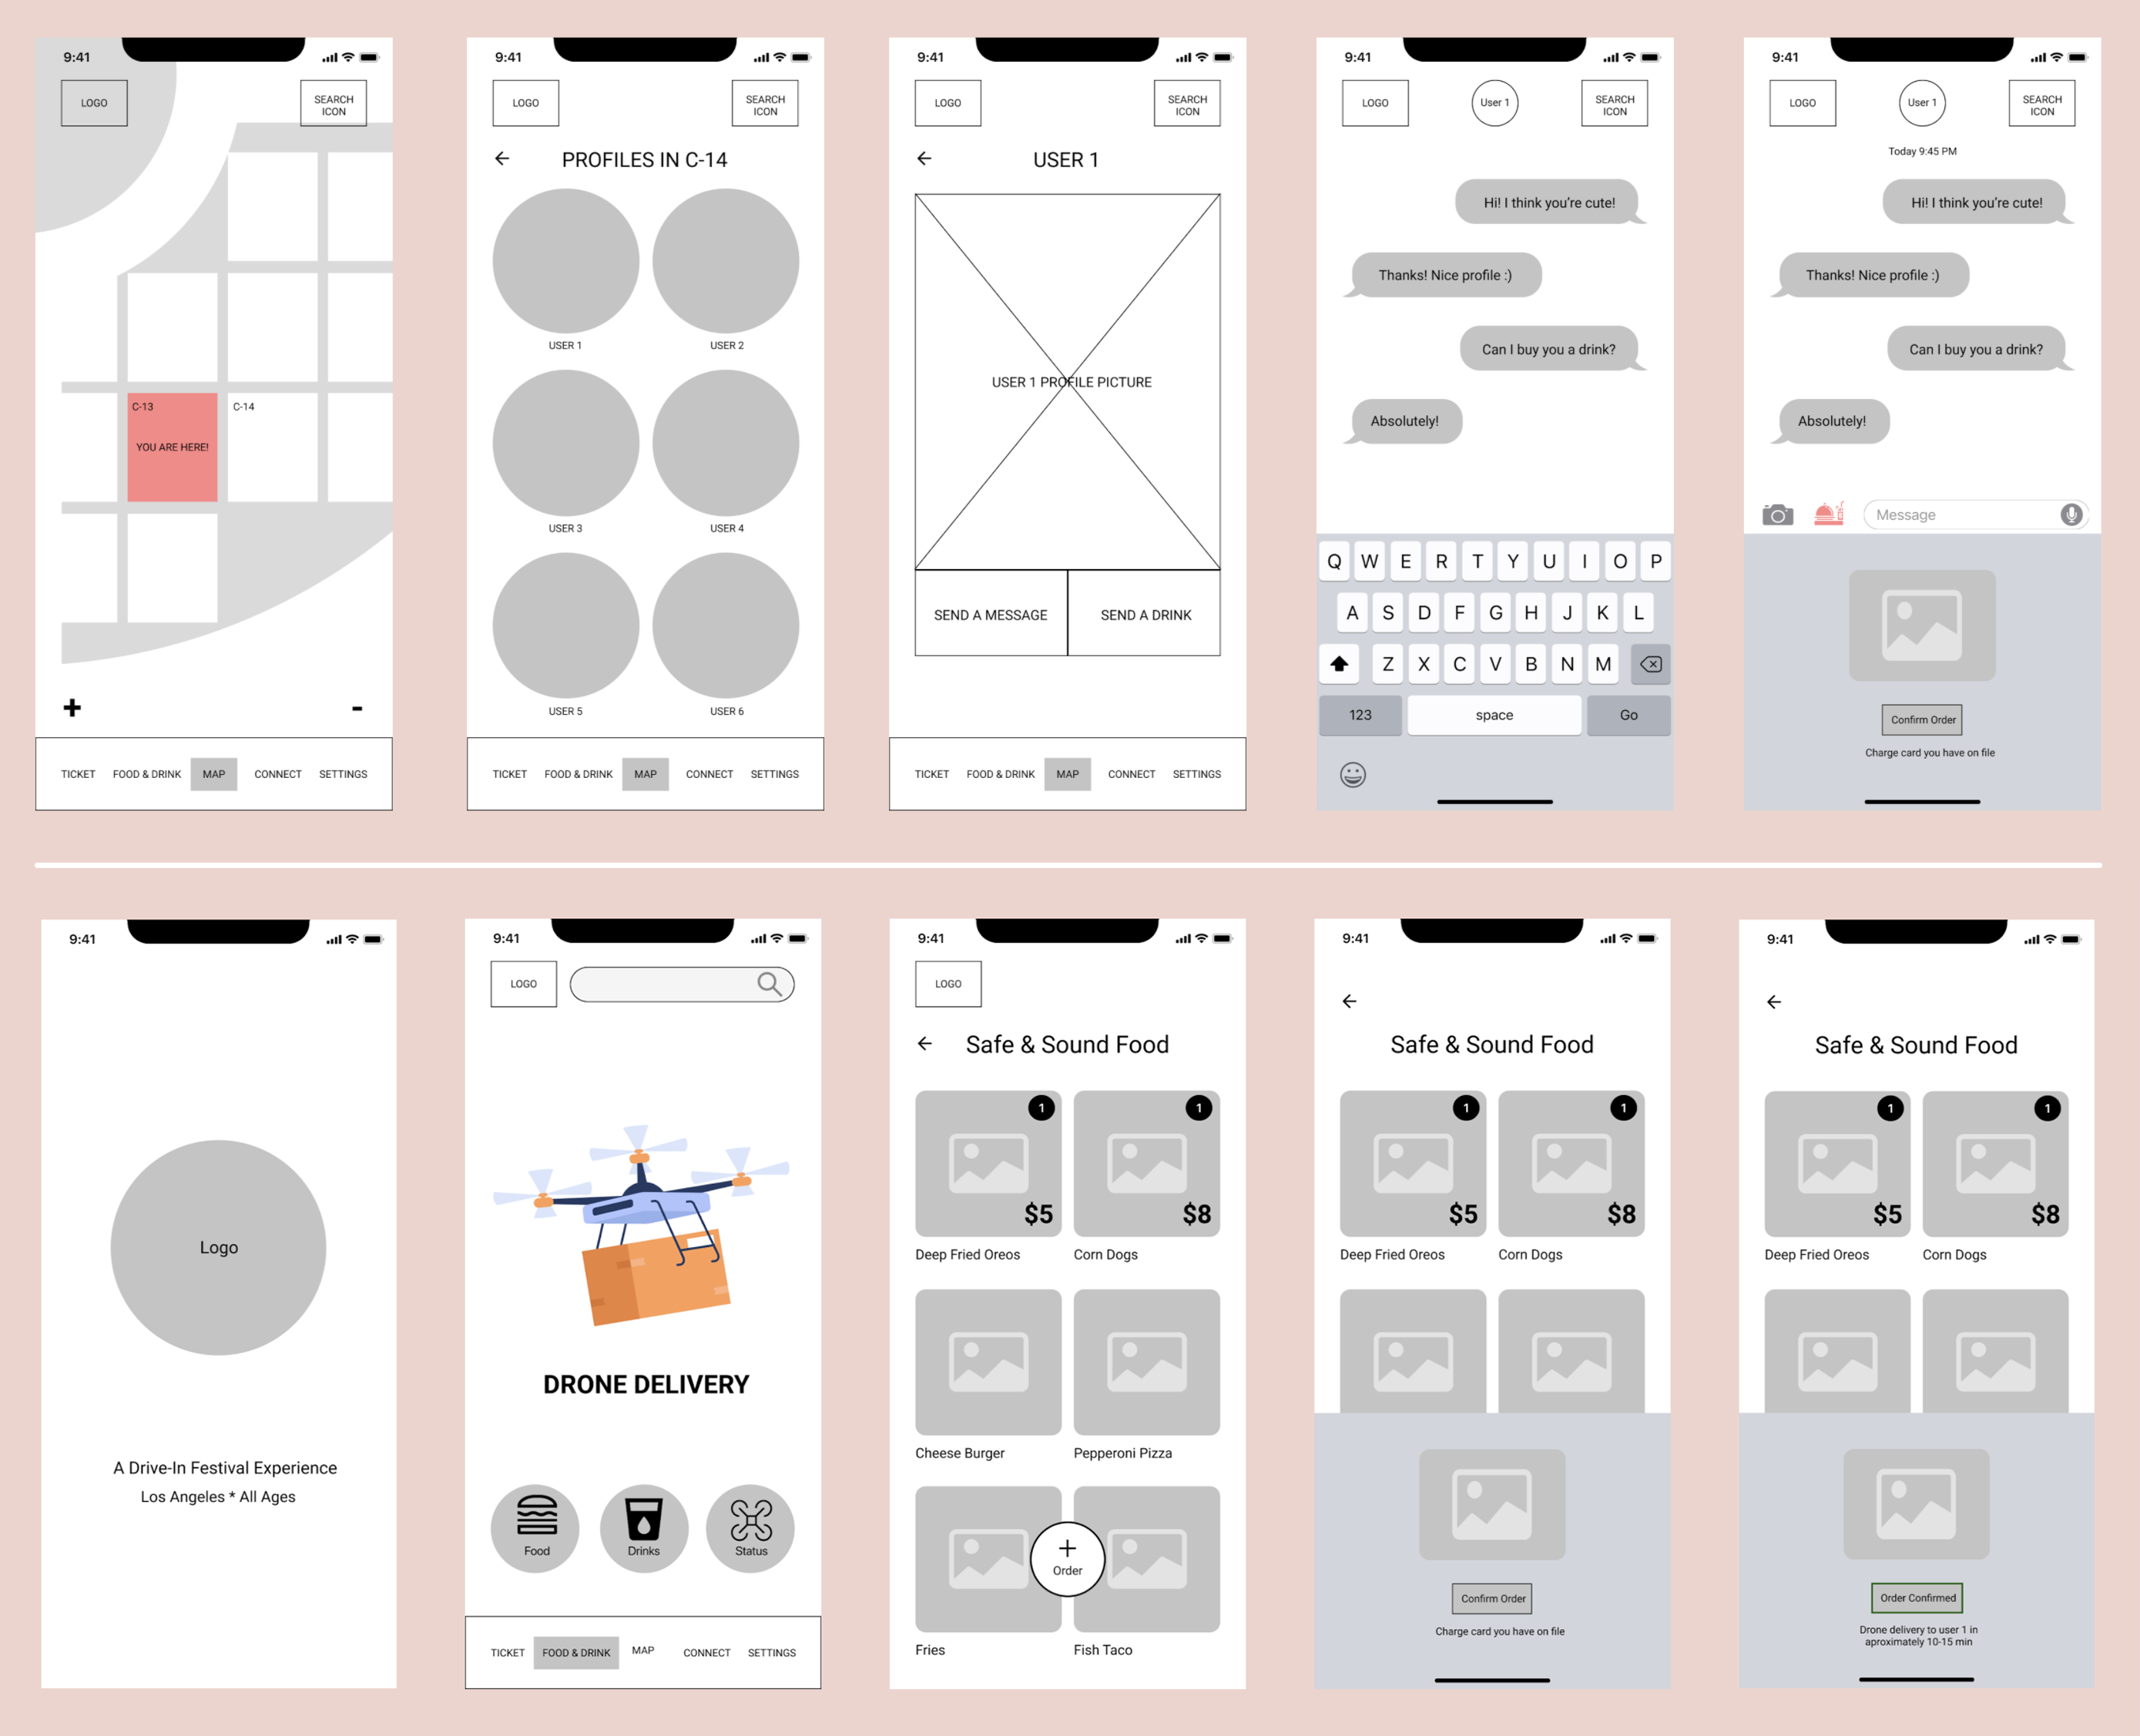 9:41
LOGO
SEARCH
ICON
C-13
C-14
YOU ARE HERE!
+
-
TICKET
FOOD & DRINK
MAP
CONNECT
SETTINGS
9:41
LOGO
SEARCH
ICON
PROFILES IN C-14
USER 1
USER 2
USER 3
USER 4
USER 5
USER 6
TICKET
FOOD & DRINK
MAP
CONNECT
SETTINGS
9:41
LOGO
SEARCH
ICON
USER 1
USER 1 PROFILE PICTURE
SEND A MESSAGE
SEND A DRINK
TICKET
FOOD & DRINK
MAP
CONNECT
SETTINGS
9:41
LOGO
User 1
SEARCH
ICON
Hi! I think you're cute!
Thanks! Nice profile :)
Can I buy you a drink?
Absolutely!
Q W E R T Y U I O P
A S D F G H J K L
Z X C V B N M
123
space
Go
9:41
LOGO
User 1
SEARCH
ICON
Today 9:45 PM
Hi! I think you're cute!
Thanks! Nice profile :)
Can I buy you a drink?
Absolutely!
Message
Confirm Order
Charge card you have on file
9:41
Logo
A Drive-In Festival Experience
Los Angeles * All Ages
9:41
LOGO
DRONE DELIVERY
Food
Drinks
Status
TICKET
FOOD & DRINK
MAP
CONNECT
SETTINGS
9:41
LOGO
Safe & Sound Food
1
1
$5
$8
Deep Fried Oreos
Corn Dogs
Cheese Burger
Pepperoni Pizza
+
Order
Fries
Fish Taco
9:41
Safe & Sound Food
1
1
$5
$8
Deep Fried Oreos
Corn Dogs
Confirm Order
Charge card you have on file
9:41
Safe & Sound Food
1
1
$5
$8
Deep Fried Oreos
Corn Dogs
Order Confirmed
Drone delivery to user 1 in
aproximately 10-15 min